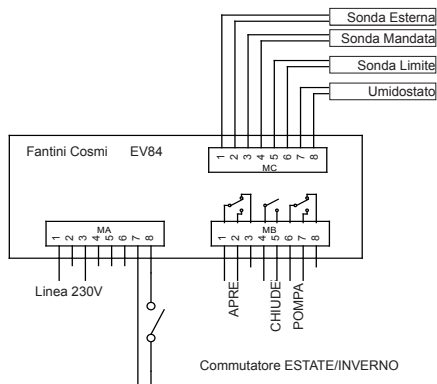 Sonda Esterna
Sonda Mandata
Sonda Limite
Umidostato
1 2 3 4 5 6 7 8
MC
Fantini Cosmi EV84
MA
1 2 3 4 5 6 7 8
MB
1 2 3 4 5 6 7 8
Linea 230V
APRE
CHIUDE
POMPA
Commutatore ESTATE/INVERNO